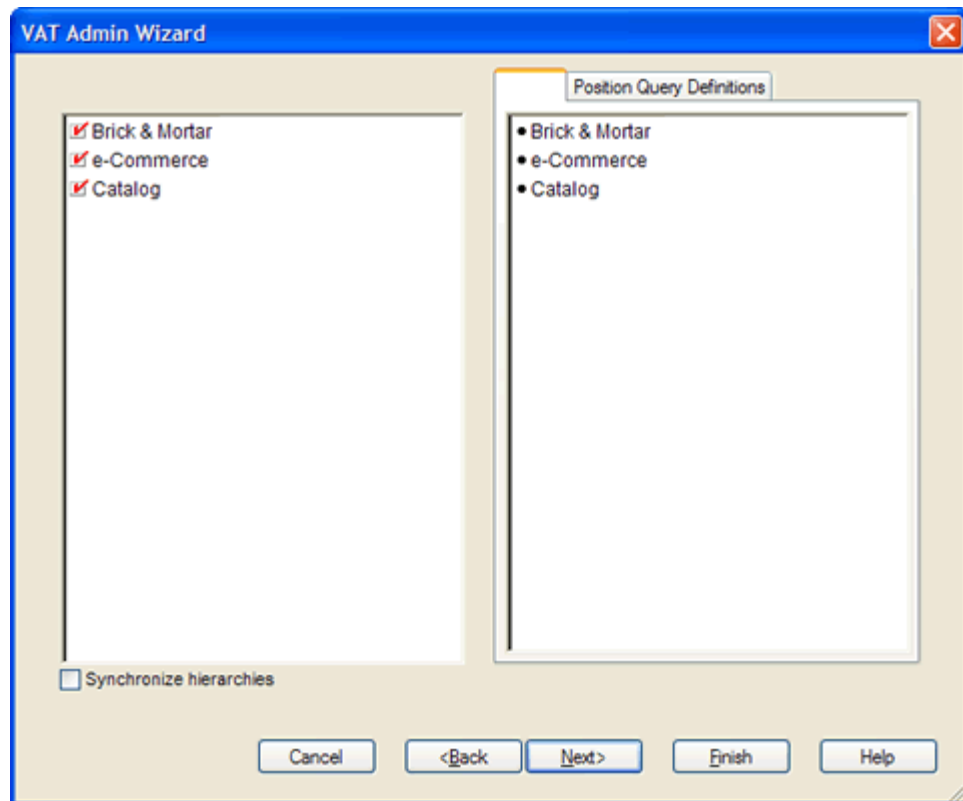 VAT Admin Wizard
Position Query Definitions
Brick & Mortar
e-Commerce
Catalog
• Brick & Mortar
• e-Commerce
• Catalog
Synchronize hierarchies
Cancel
<Back
Next>
Finish
Help